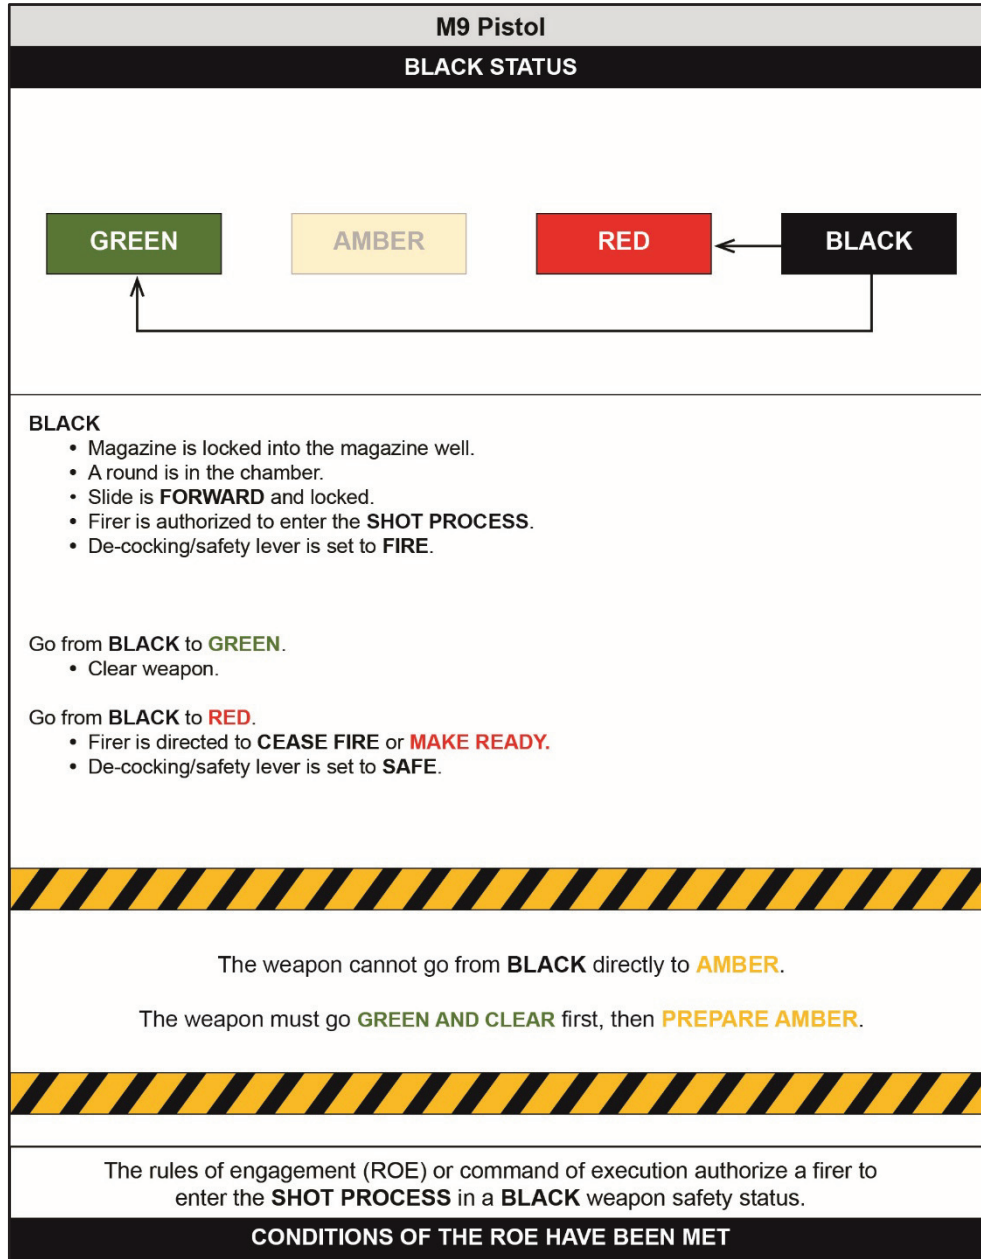 M9 Pistol
BLACK STATUS
GREEN
AMBER
RED
BLACK
BLACK
• Magazine is locked into the magazine well.
• A round is in the chamber.
• Slide is FORWARD and locked.
• Firer is authorized to enter the SHOT PROCESS.
• De-cocking/safety lever is set to FIRE.
Go from BLACK to GREEN.
• Clear weapon.
Go from BLACK to RED.
• Firer is directed to CEASE FIRE or MAKE READY.
• De-cocking/safety lever is set to SAFE.
The weapon cannot go from BLACK directly to AMBER.
The weapon must go GREEN AND CLEAR first, then PREPARE AMBER.
The rules of engagement (ROE) or command of execution authorize a firer to
enter the SHOT PROCESS in a BLACK weapon safety status.
CONDITIONS OF THE ROE HAVE BEEN MET